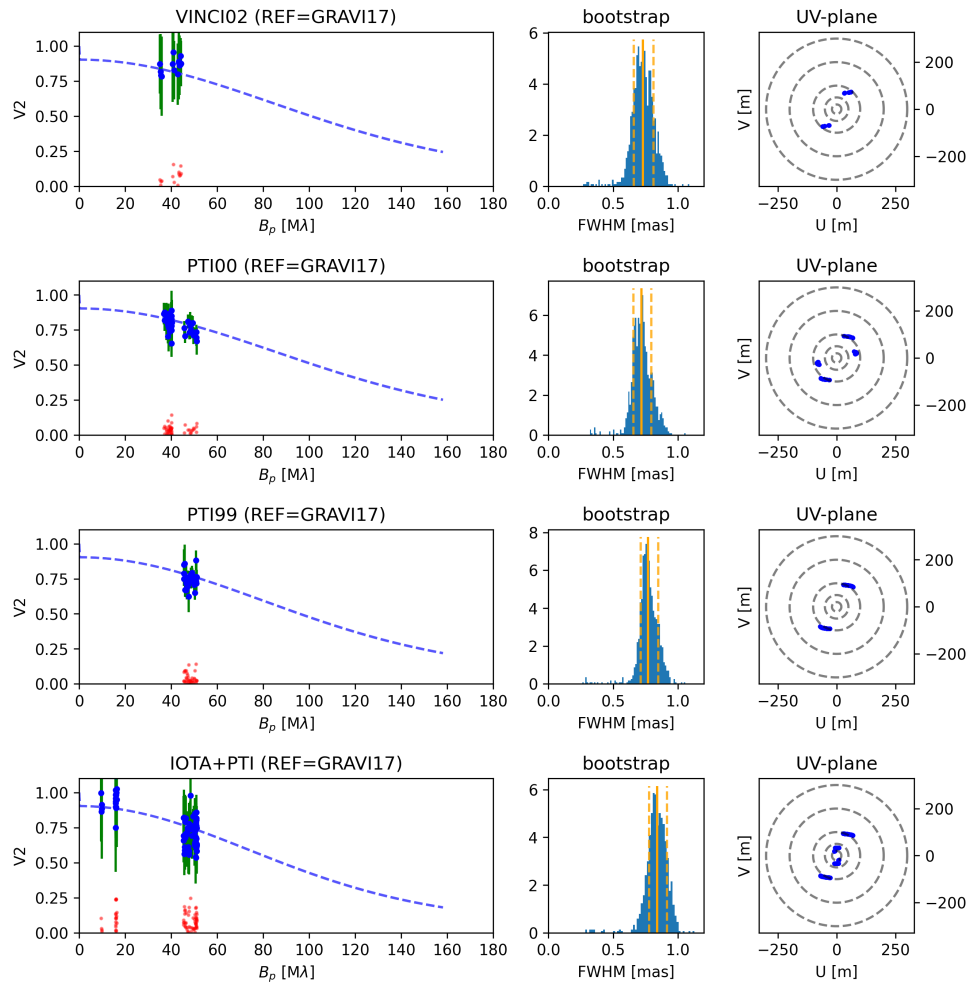 VINCI02 (REF=GRAVI17) bootstrap UV-plane
1.00 0.75 0.50 0.25 0.00
V2
0 20 40 60 80 100 120 140 160 180
B_p [Mλ]
6 4 2 0
0.0 0.5 1.0
FWHM [mas]
V [m]
200 0 −200
−250 0 250
U [m]
PTI00 (REF=GRAVI17) bootstrap UV-plane
1.00 0.75 0.50 0.25 0.00
V2
0 20 40 60 80 100 120 140 160 180
B_p [Mλ]
6 4 2 0
0.0 0.5 1.0
FWHM [mas]
V [m]
200 0 −200
−250 0 250
U [m]
PTI99 (REF=GRAVI17) bootstrap UV-plane
1.00 0.75 0.50 0.25 0.00
V2
0 20 40 60 80 100 120 140 160 180
B_p [Mλ]
8 6 4 2 0
0.0 0.5 1.0
FWHM [mas]
V [m]
200 0 −200
−250 0 250
U [m]
IOTA+PTI (REF=GRAVI17) bootstrap UV-plane
1.00 0.75 0.50 0.25 0.00
V2
0 20 40 60 80 100 120 140 160 180
B_p [Mλ]
6 4 2 0
0.0 0.5 1.0
FWHM [mas]
V [m]
200 0 −200
−250 0 250
U [m]